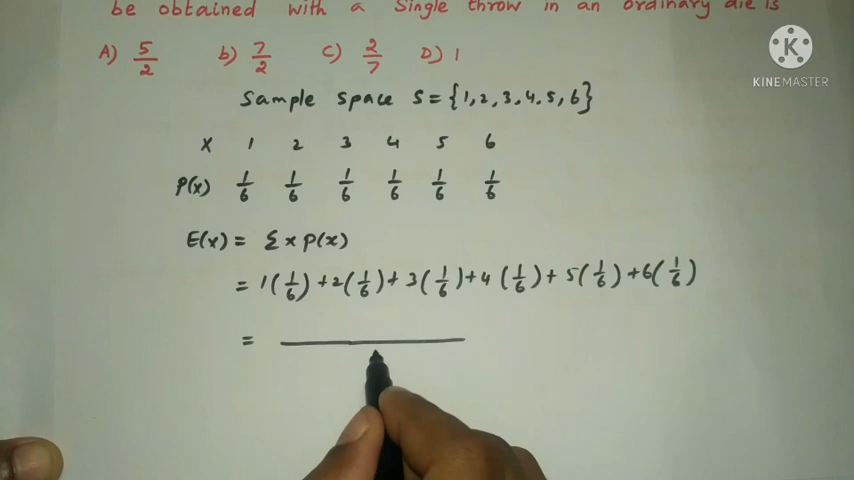 be obtained with a Single throw in an ordinary die is
A) 5/2 b) 7/2 C) 2/7 D) 1
KINEMASTER
Sample Space S = {1, 2, 3, 4, 5, 6}
X 1 2 3 4 5 6
P(x) 1/6 1/6 1/6 1/6 1/6 1/6
E(x) = Σ x P(x)
= 1(1/6) + 2(1/6) + 3(1/6) + 4(1/6) + 5(1/6) + 6(1/6)
=